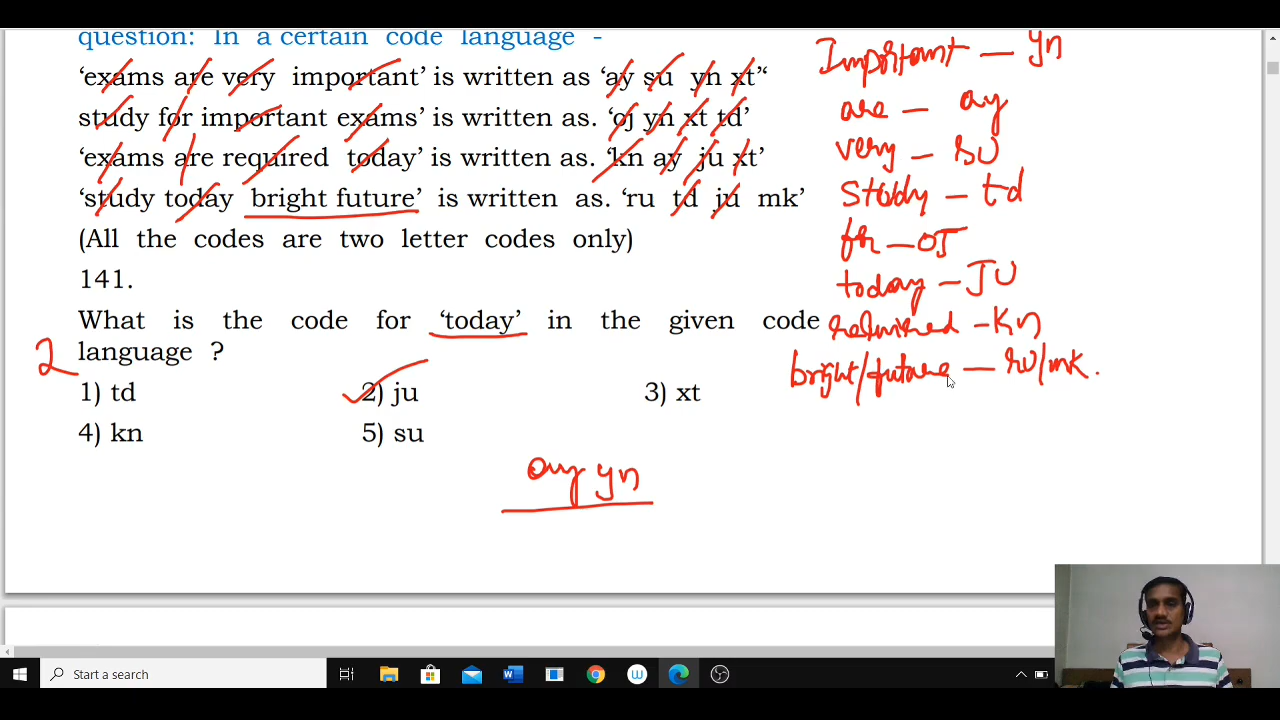 question: In a certain code language -
'exams are very important' is written as 'ay su yn xt"
study for important exams' is written as. 'oj yn xt td'
'exams are required today' is written as. 'kn ay ju xt'
'study today bright future' is written as. 'ru td ju mk'
(All the codes are two letter codes only)
141.
What is the code for 'today' in the given code
language ?
2
1) td 2) ju 3) xt
4) kn 5) su
ay yn
Important — yn
are — ay
very — su
Study — td
for — OJ
today — JU
required - Kn
bright/future — ru/mk.
Start a search